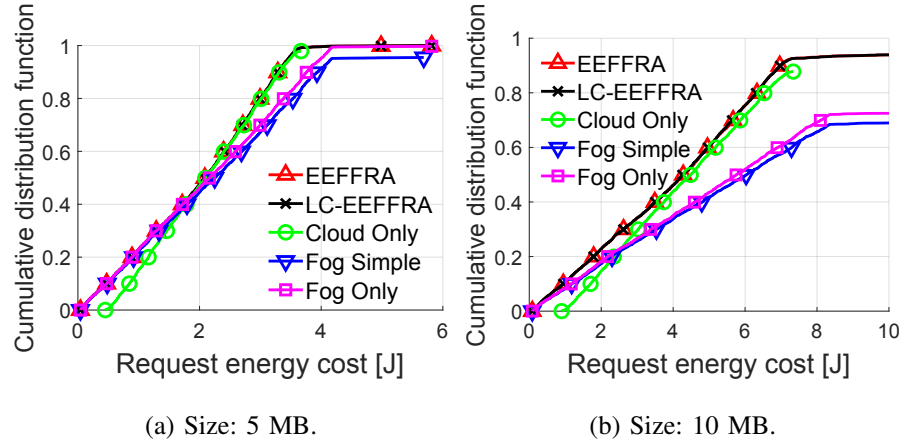 Cumulative distribution function
1
0.8
0.6
0.4
0.2
0
0
2
4
6
Request energy cost [J]
EEFFRA
LC-EEFFRA
Cloud Only
Fog Simple
Fog Only
(a) Size: 5 MB.
Cumulative distribution function
1
0.8
0.6
0.4
0.2
0
0
2
4
6
8
10
Request energy cost [J]
EEFFRA
LC-EEFFRA
Cloud Only
Fog Simple
Fog Only
(b) Size: 10 MB.